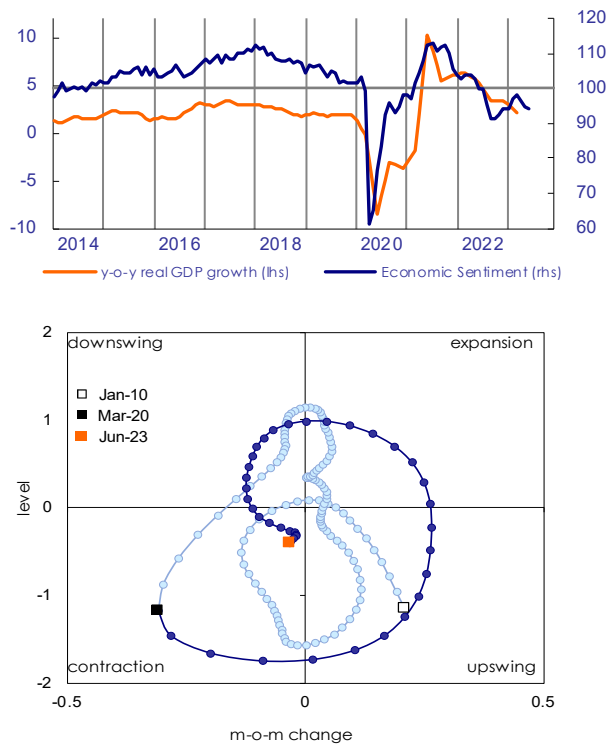 10 120
5 110
0 100
-5 90
-10 80
70
60
2014 2016 2018 2020 2022
y-o-y real GDP growth (lhs) Economic Sentiment (rhs)
2
downswing expansion
Jan-10
Mar-20
Jun-23
1
level
0
-1
contraction upswing
-2
-0.5 0 0.5
m-o-m change